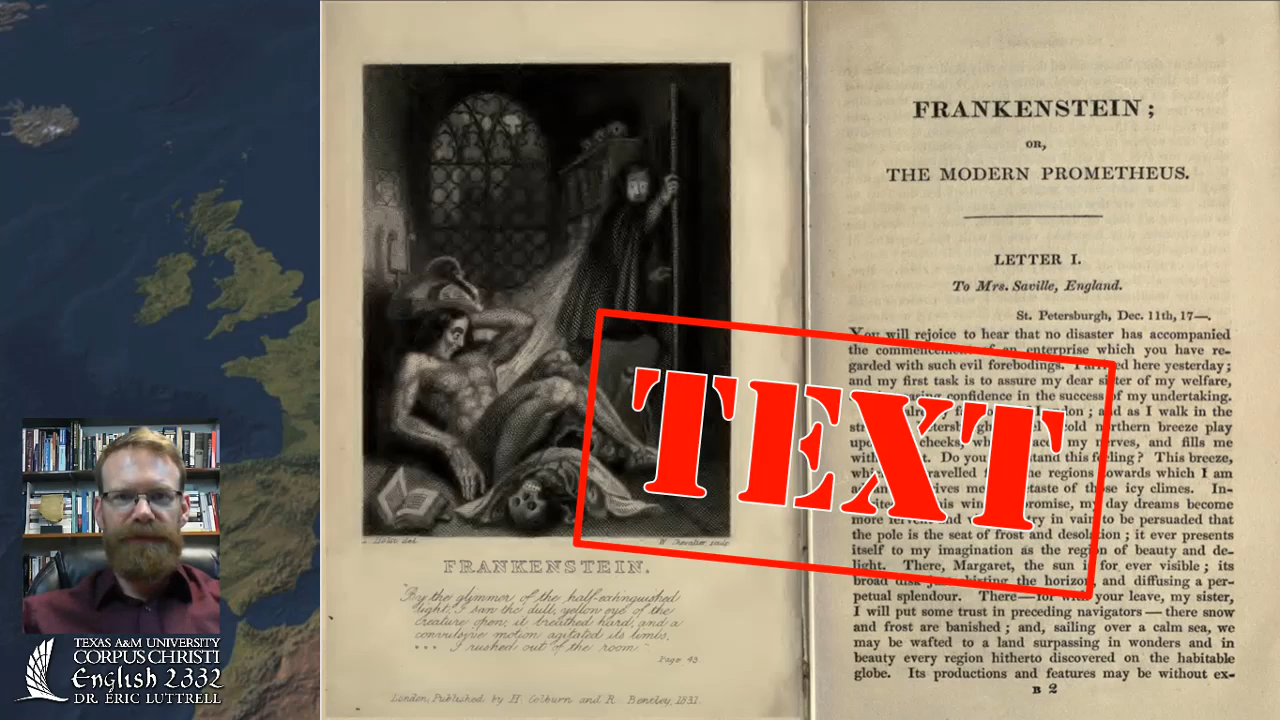 TEXAS A&M UNIVERSITY
CORPUS CHRISTI
English 2332
DR. ERIC LUTTRELL
Holst del.
W. Chevalier sculp
FRANKENSTEIN.
"By the glimmer of the half-extinguished
light, I saw the dull, yellow eye of the
creature open; it breathed hard, and a
convulsive motion agitated its limbs,
*** I rushed out of the room."
Page 43
London, Published by H. Colburn and R. Bentley, 1831.
FRANKENSTEIN;
OR,
THE MODERN PROMETHEUS.
LETTER I.
To Mrs. Saville, England.
St. Petersburgh, Dec. 11th, 17—.
You will rejoice to hear that no disaster has accompanied
the commencement of an enterprise which you have re-
garded with such evil forebodings. I arrived here yesterday;
and my first task is to assure my dear sister of my welfare,
confidence in the success of my undertaking.
and as I walk in the
northern breeze play
cheeks, my nerves, and fills me
with Do you this feeling? This breeze,
travelled the regions towards which I am
gives me of those icy climes. In-
promise, my day dreams become
more try in vain to be persuaded that
the pole is the seat of frost and desolation; it ever presents
itself to my imagination as the region of beauty and de-
light. There, Margaret, the sun is for ever visible; its
broad disk just skirting the horizon, and diffusing a per-
petual splendour. There—for with your leave, my sister,
I will put some trust in preceding navigators—there snow
and frost are banished; and, sailing over a calm sea, we
may be wafted to a land surpassing in wonders and in
beauty every region hitherto discovered on the habitable
globe. Its productions and features may be without ex-
B 2
TEXT